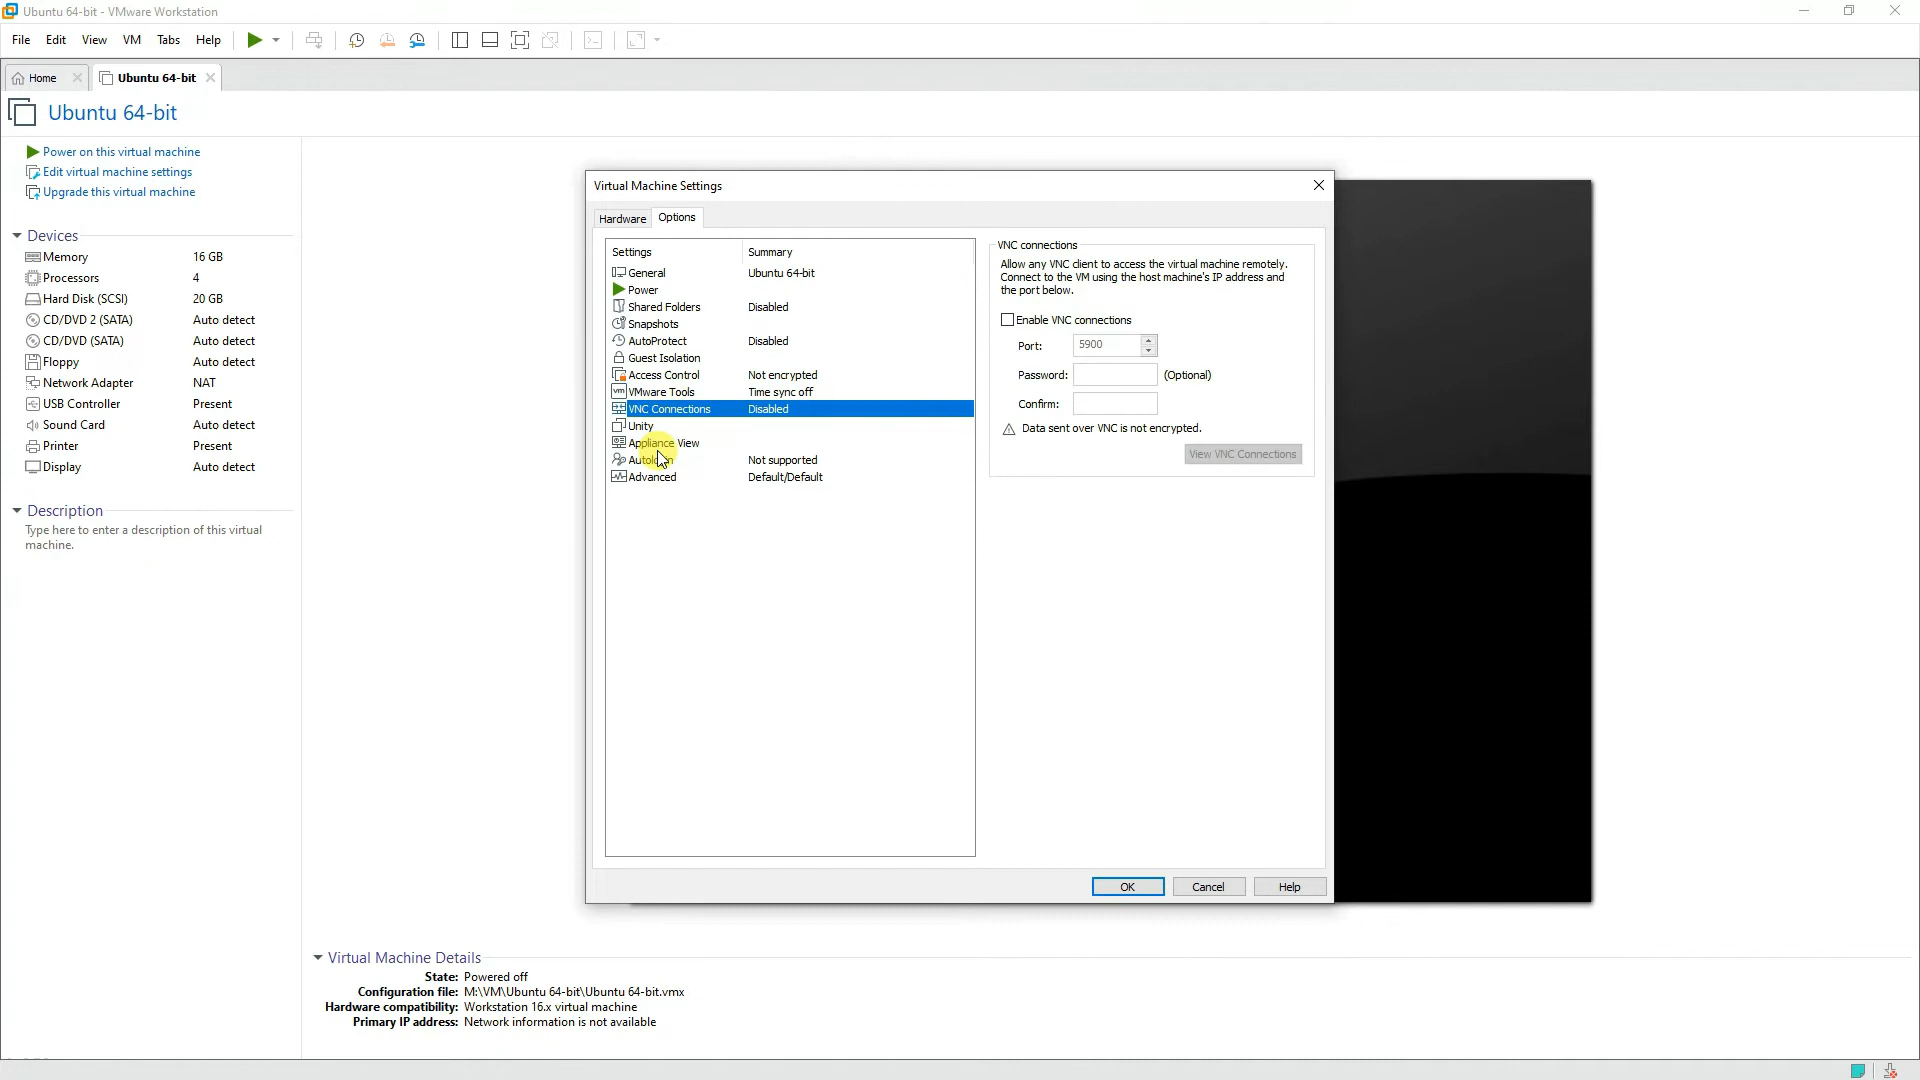 Ubuntu 64-bit - VMware Workstation
File Edit View VM Tabs Help
Home Ubuntu 64-bit
Ubuntu 64-bit
Power on this virtual machine
Edit virtual machine settings
Upgrade this virtual machine
Devices
Memory 16 GB
Processors 4
Hard Disk (SCSI) 20 GB
CD/DVD 2 (SATA) Auto detect
CD/DVD (SATA) Auto detect
Floppy Auto detect
Network Adapter NAT
USB Controller Present
Sound Card Auto detect
Printer Present
Display Auto detect
Description
Type here to enter a description of this virtual
machine.
Virtual Machine Settings
Hardware Options
Settings Summary
General Ubuntu 64-bit
Power
Shared Folders Disabled
Snapshots
AutoProtect Disabled
Guest Isolation
Access Control Not encrypted
VMware Tools Time sync off
VNC Connections Disabled
Unity
Appliance View
Not supported
Advanced Default/Default
VNC connections
Allow any VNC client to access the virtual machine remotely.
Connect to the VM using the host machine's IP address and
the port below.
Enable VNC connections
Port: 5900
Password: (Optional)
Confirm:
Data sent over VNC is not encrypted.
View VNC Connections
OK Cancel Help
Virtual Machine Details
State: Powered off
Configuration file: M:\VM\Ubuntu 64-bit\Ubuntu 64-bit.vmx
Hardware compatibility: Workstation 16.x virtual machine
Primary IP address: Network information is not available